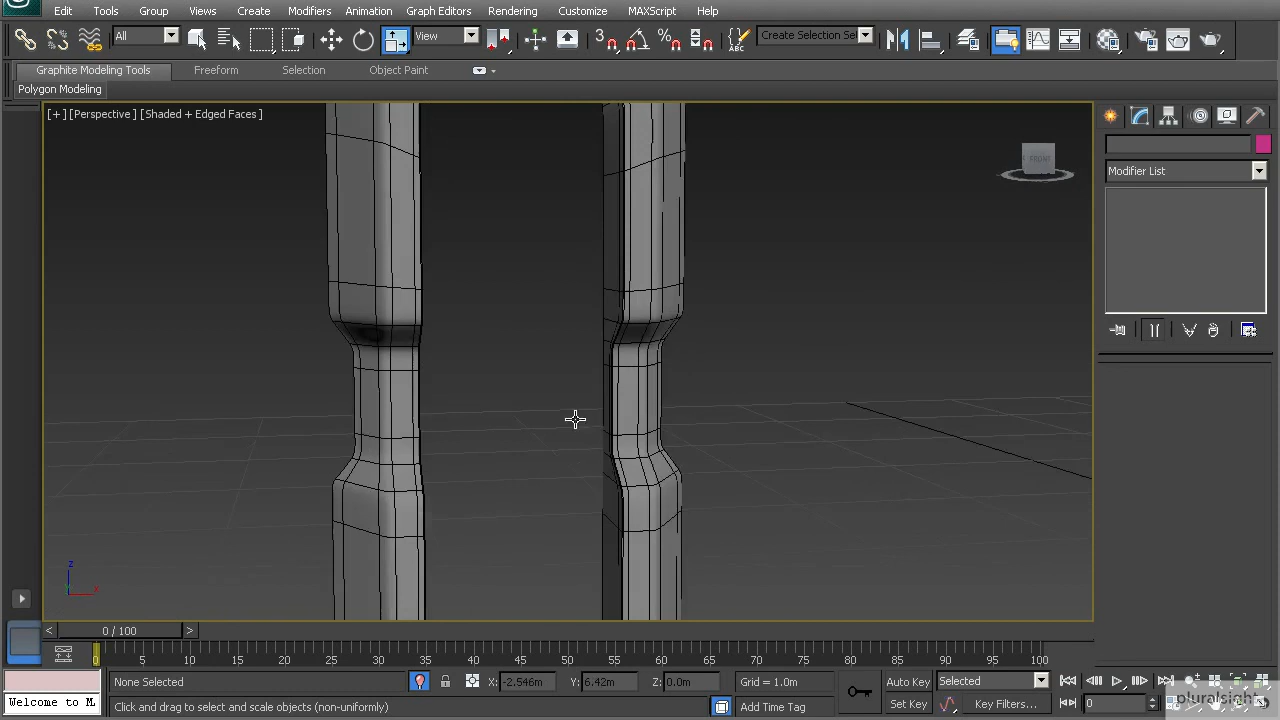 Edit Tools Group Views Create Modifiers Animation Graph Editors Rendering Customize MAXScript Help
All View 3 Create Selection Se
Graphite Modeling Tools Freeform Selection Object Paint
Polygon Modeling
[+] [Perspective] [Shaded + Edged Faces]
FRONT
Modifier List
z
x
0 / 100
0 5 10 15 20 25 30 35 40 45 50 55 60 65 70 75 80 85 90 95 100
None Selected X: -2.546m Y: 6.42m Z: 0.0m Grid = 1.0m Auto Key Selected
Welcome to M Click and drag to select and scale objects (non-uniformly) Add Time Tag Set Key Key Filters... 0
pluralsight